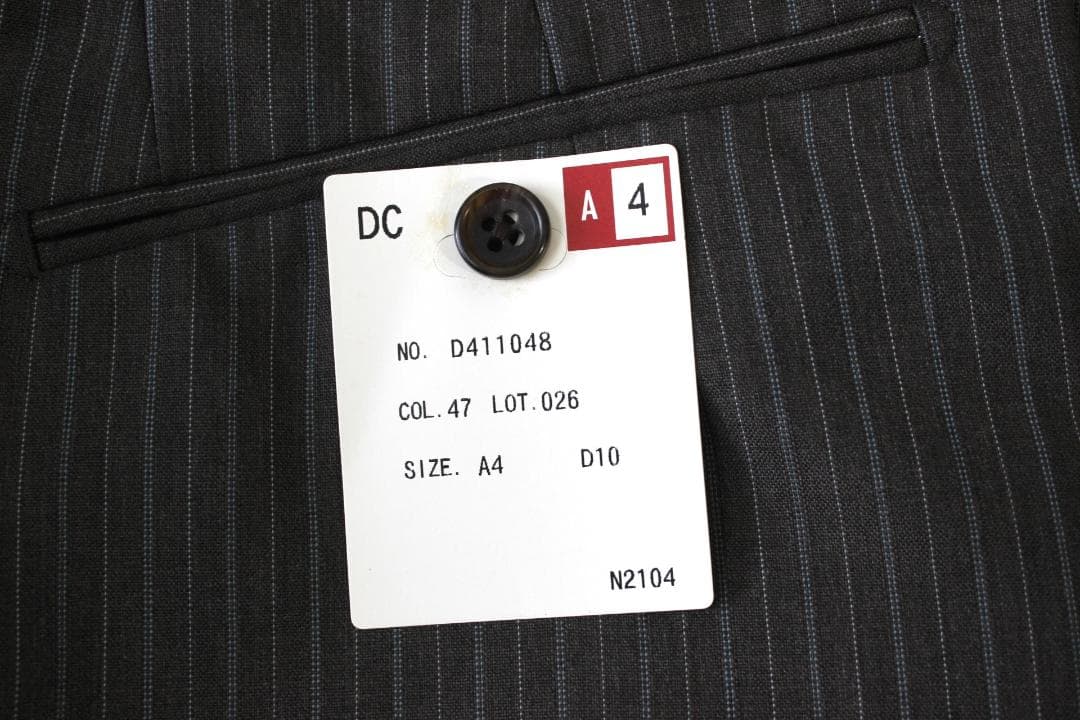 DC A 4
NO. D411048
COL.47 LOT.026
SIZE. A4 D10
N2104